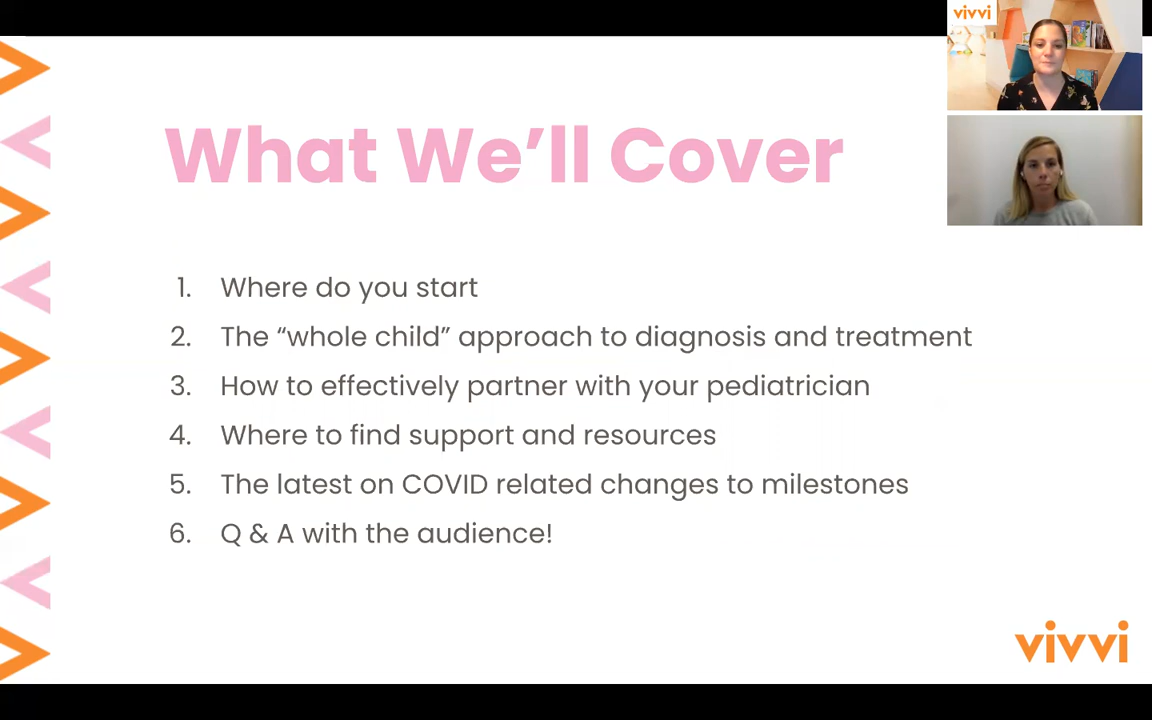 vivvi
What We’ll Cover
1. Where do you start
2. The “whole child” approach to diagnosis and treatment
3. How to effectively partner with your pediatrician
4. Where to find support and resources
5. The latest on COVID related changes to milestones
6. Q & A with the audience!
vivvi